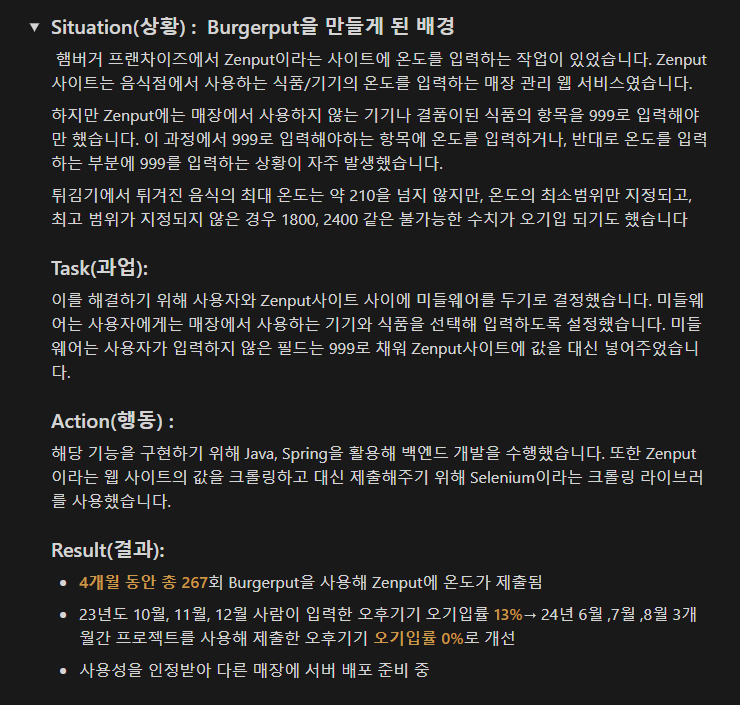 Situation(상황) : Burgerput을 만들게 된 배경
햄버거 프랜차이즈에서 Zenput이라는 사이트에 온도를 입력하는 작업이 있었습니다. Zenput
사이트는 음식점에서 사용하는 식품/기기의 온도를 입력하는 매장 관리 웹 서비스였습니다.
하지만 Zenput에는 매장에서 사용하지 않는 기기나 결품이된 식품의 항목을 999로 입력해야
만 했습니다. 이 과정에서 999로 입력해야하는 항목에 온도를 입력하거나, 반대로 온도를 입력
하는 부분에 999를 입력하는 상황이 자주 발생했습니다.
튀김기에서 튀겨진 음식의 최대 온도는 약 210을 넘지 않지만, 온도의 최소범위만 지정되고,
최고 범위가 지정되지 않은 경우 1800, 2400 같은 불가능한 수치가 오기입 되기도 했습니다
Task(과업):
이를 해결하기 위해 사용자와 Zenput사이트 사이에 미들웨어를 두기로 결정했습니다. 미들웨
어는 사용자에게는 매장에서 사용하는 기기와 식품을 선택해 입력하도록 설정했습니다. 미들
웨어는 사용자가 입력하지 않은 필드는 999로 채워 Zenput사이트에 값을 대신 넣어주었습니
다.
Action(행동) :
해당 기능을 구현하기 위해 Java, Spring을 활용해 백엔드 개발을 수행했습니다. 또한 Zenput
이라는 웹 사이트의 값을 크롤링하고 대신 제출해주기 위해 Selenium이라는 크롤링 라이브러
를 사용했습니다.
Result(결과):
4개월 동안 총 267회 Burgerput을 사용해 Zenput에 온도가 제출됨
23년도 10월, 11월, 12월 사람이 입력한 오후기기 오기입률 13%→ 24년 6월 ,7월 ,8월 3개
월간 프로젝트를 사용해 제출한 오후기기 오기입률 0%로 개선
사용성을 인정받아 다른 매장에 서버 배포 준비 중